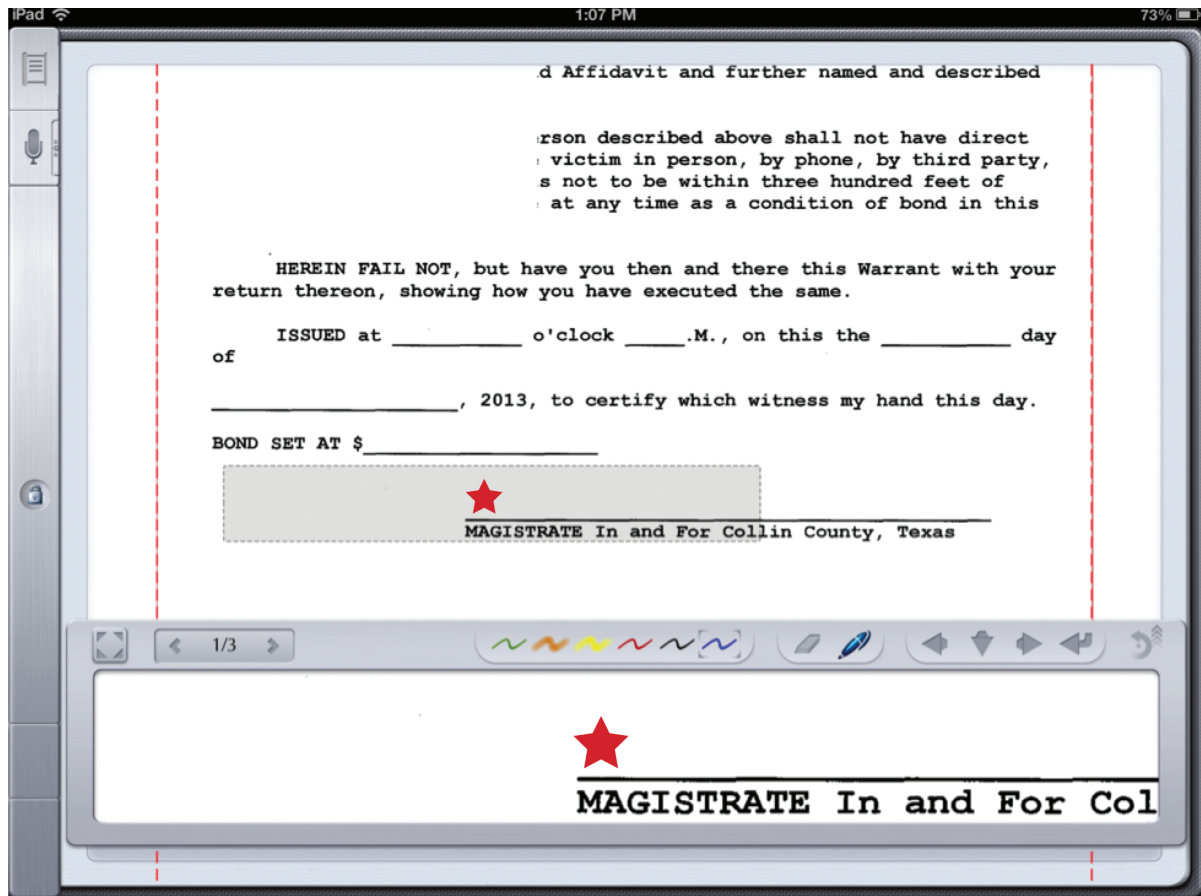 iPad 1:07 PM 73%
d Affidavit and further named and described
rson described above shall not have direct
victim in person, by phone, by third party,
s not to be within three hundred feet of
at any time as a condition of bond in this
HEREIN FAIL NOT, but have you then and there this Warrant with your
return thereon, showing how you have executed the same.
ISSUED at __________ o'clock _____.M., on this the __________ day
of
____________________, 2013, to certify which witness my hand this day.
BOND SET AT $____________________
MAGISTRATE In and For Collin County, Texas
1/3
MAGISTRATE In and For Col